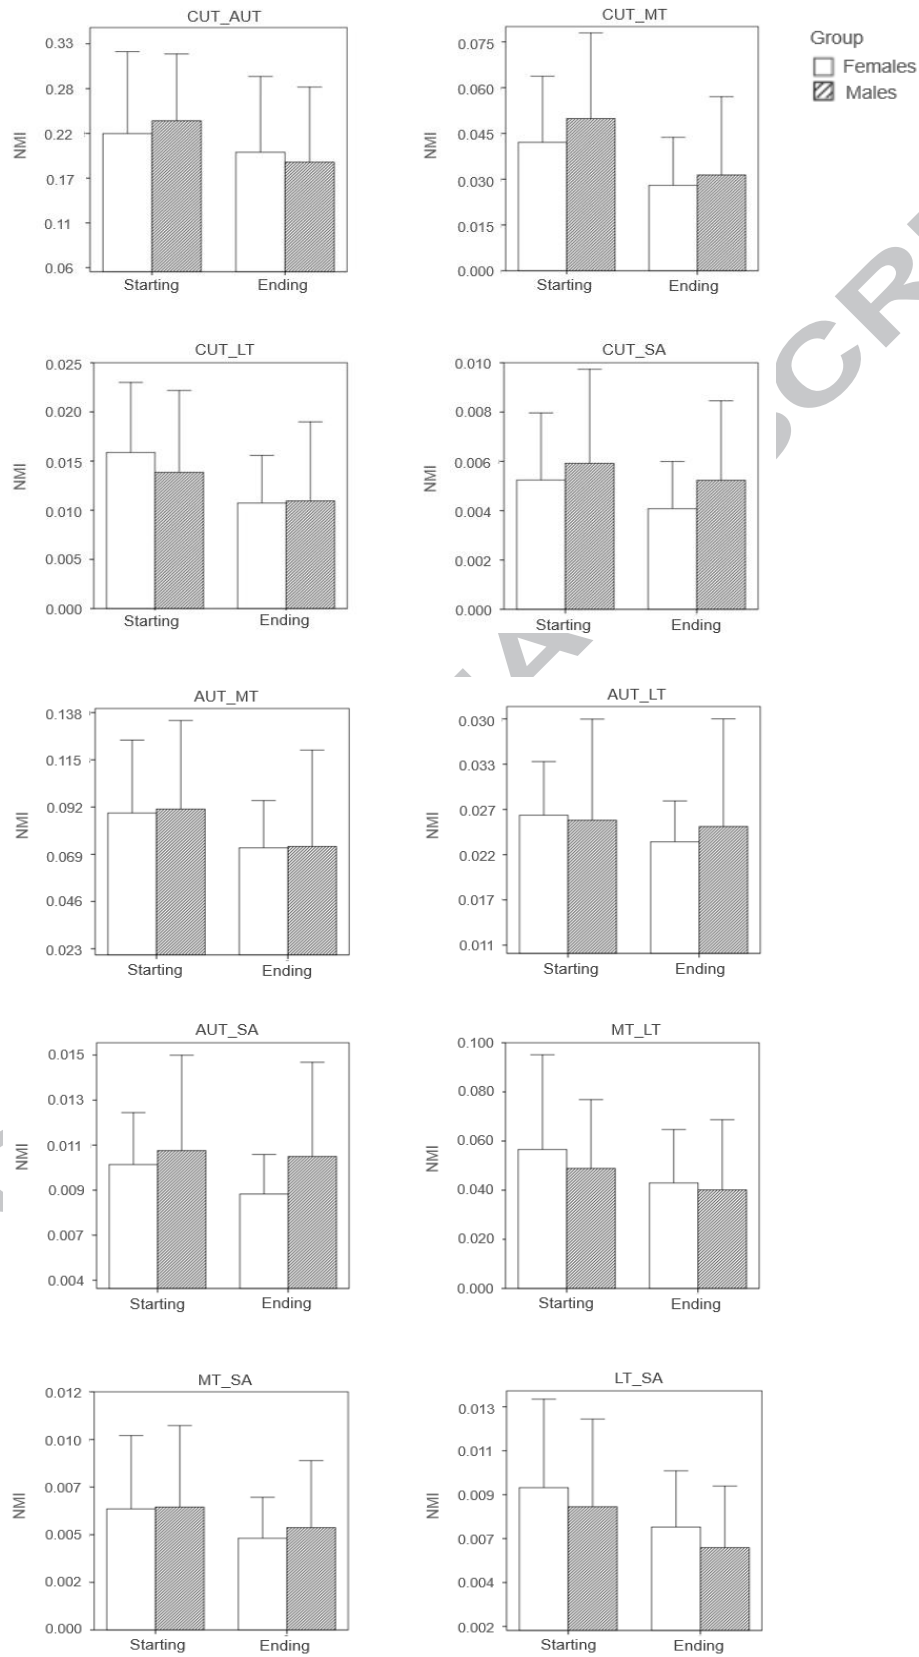 CUT_AUT
0.33
0.28
0.22
0.17
0.11
0.06
NMI
Starting
Ending
CUT_MT
0.075
0.060
0.045
0.030
0.015
0.000
NMI
Starting
Ending
Group
Females
Males
CUT_LT
0.025
0.020
0.015
0.010
0.005
0.000
NMI
Starting
Ending
CUT_SA
0.010
0.008
0.006
0.004
0.002
0.000
NMI
Starting
Ending
AUT_MT
0.138
0.115
0.092
0.069
0.046
0.023
NMI
Starting
Ending
AUT_LT
0.030
0.033
0.027
0.022
0.017
0.011
NMI
Starting
Ending
AUT_SA
0.015
0.013
0.011
0.009
0.007
0.004
NMI
Starting
Ending
MT_LT
0.100
0.080
0.060
0.040
0.020
0.000
NMI
Starting
Ending
MT_SA
0.012
0.010
0.007
0.005
0.002
0.000
NMI
Starting
Ending
LT_SA
0.013
0.011
0.009
0.007
0.004
0.002
NMI
Starting
Ending